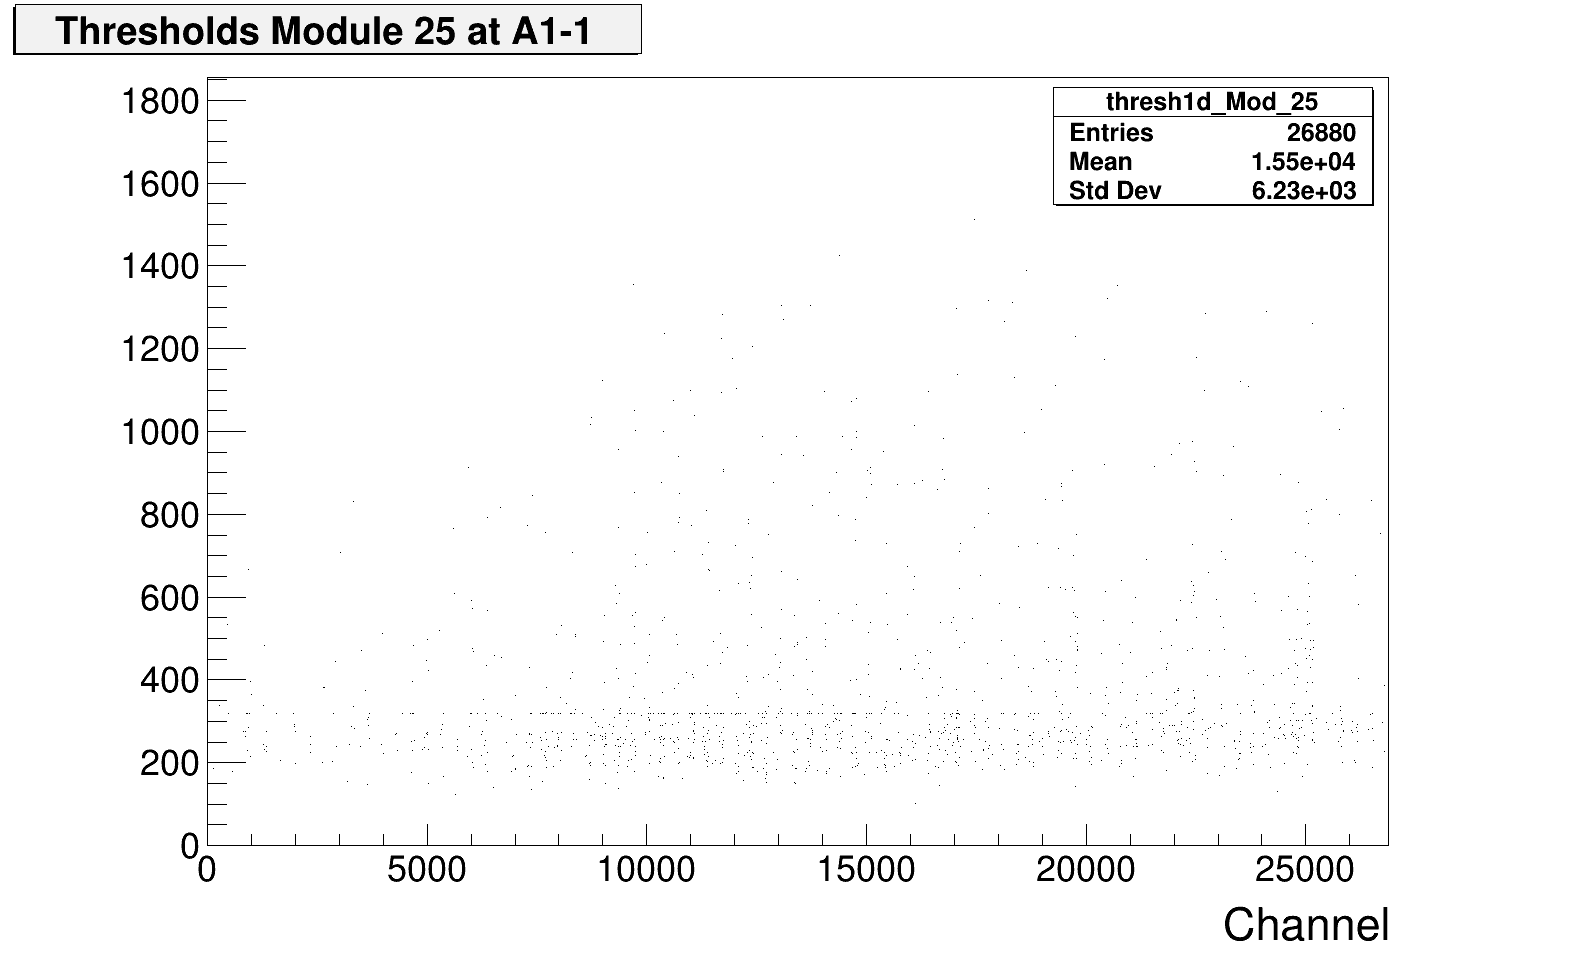 Thresholds Module 25 at A1-1
thresh1d_Mod_25
Entries 26880
Mean 1.55e+04
Std Dev 6.23e+03
1800
1600
1400
1200
1000
800
600
400
200
0
0 5000 10000 15000 20000 25000
Channel